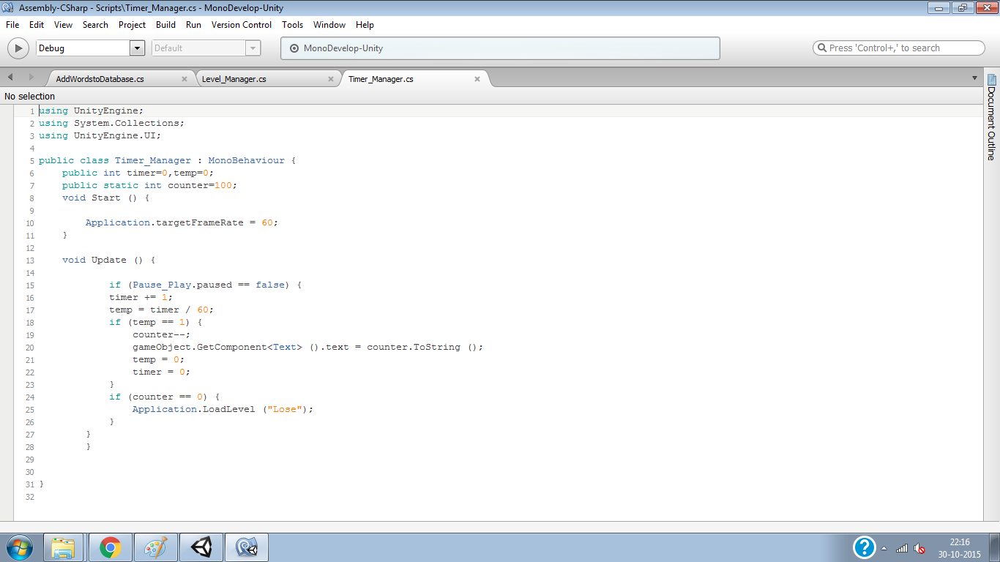 Assembly-CSharp - Scripts\Timer_Manager.cs - MonoDevelop-Unity
File Edit View Search Project Build Run Version Control Tools Window Help
Debug Default MonoDevelop-Unity Press 'Control+,' to search
AddWordstoDatabase.cs Level_Manager.cs Timer_Manager.cs
No selection
Document Outline
1 using UnityEngine;
2 using System.Collections;
3 using UnityEngine.UI;
4
5 public class Timer_Manager : MonoBehaviour {
6     public int timer=0,temp=0;
7     public static int counter=100;
8     void Start () {
9
10         Application.targetFrameRate = 60;
11     }
12
13     void Update () {
14
15             if (Pause_Play.paused == false) {
16             timer += 1;
17             temp = timer / 60;
18             if (temp == 1) {
19                 counter--;
20                 gameObject.GetComponent<Text> ().text = counter.ToString ();
21                 temp = 0;
22                 timer = 0;
23             }
24             if (counter == 0) {
25                 Application.LoadLevel ("Lose");
26             }
27         }
28         }
29
30
31 }
32
?
22:16
30-10-2015